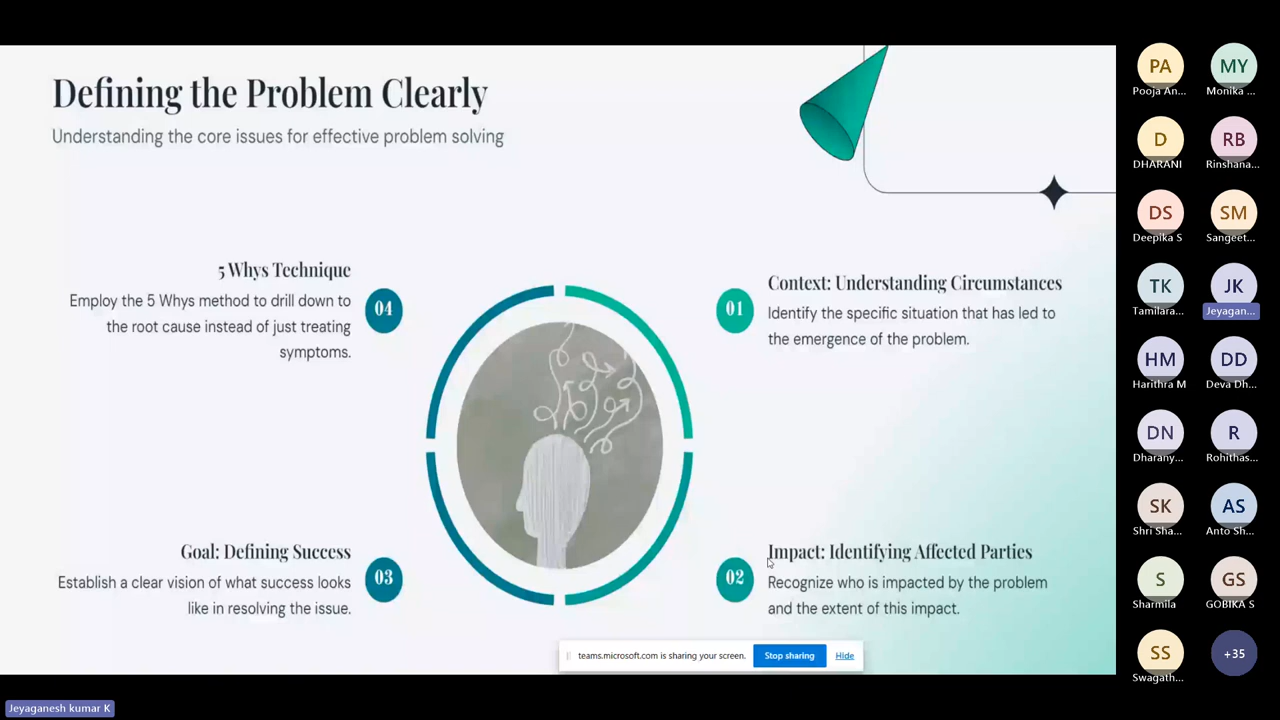 Defining the Problem Clearly
Understanding the core issues for effective problem solving
5 Whys Technique
Employ the 5 Whys method to drill down to
the root cause instead of just treating
symptoms.
04
01
Context: Understanding Circumstances
Identify the specific situation that has led to
the emergence of the problem.
Goal: Defining Success
Establish a clear vision of what success looks
like in resolving the issue.
03
02
Impact: Identifying Affected Parties
Recognize who is impacted by the problem
and the extent of this impact.
teams.microsoft.com is sharing your screen.
Stop sharing
Hide
PA
Pooja An...
MY
Monika ...
D
DHARANI
RB
Rinshana...
DS
Deepika S
SM
Sangeet...
TK
Tamilara...
JK
Jeyagan...
HM
Harithra M
DD
Deva Dh...
DN
Dharany...
R
Rohithas...
SK
Shri Sha...
AS
Anto Sh...
S
Sharmila
GS
GOBIKA S
SS
Swagath...
+35
Jeyaganesh kumar K